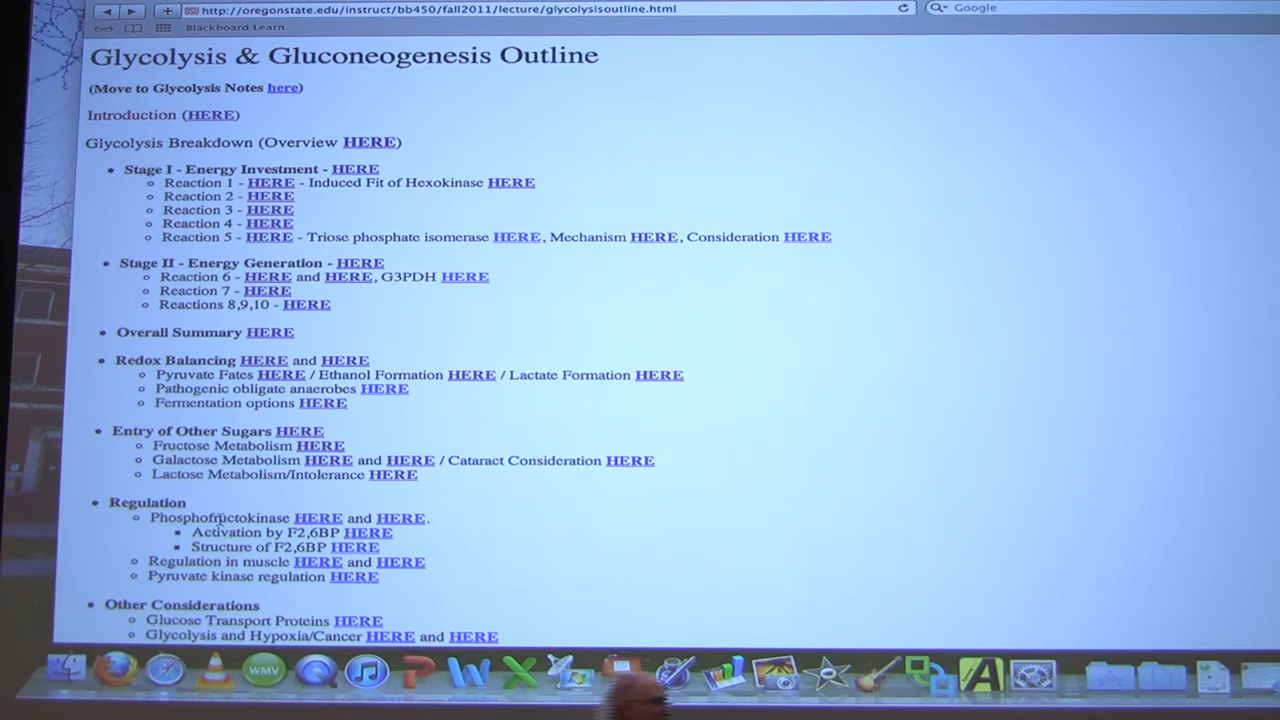 http://oregonstate.edu/instruct/bb450/fall2011/lecture/glycolysisoutline.html
Google
Blackboard Learn
Glycolysis & Gluconeogenesis Outline
(Move to Glycolysis Notes here)
Introduction (HERE)
Glycolysis Breakdown (Overview HERE)
• Stage I - Energy Investment - HERE
Reaction 1 - HERE - Induced Fit of Hexokinase HERE
Reaction 2 - HERE
Reaction 3 - HERE
Reaction 4 - HERE
Reaction 5 - HERE - Triose phosphate isomerase HERE, Mechanism HERE, Consideration HERE
• Stage II - Energy Generation - HERE
Reaction 6 - HERE and HERE, G3PDH HERE
Reaction 7 - HERE
Reactions 8,9,10 - HERE
• Overall Summary HERE
• Redox Balancing HERE and HERE
Pyruvate Fates HERE / Ethanol Formation HERE / Lactate Formation HERE
Pathogenic obligate anaerobes HERE
Fermentation options HERE
• Entry of Other Sugars HERE
Fructose Metabolism HERE
Galactose Metabolism HERE and HERE / Cataract Consideration HERE
Lactose Metabolism/Intolerance HERE
• Regulation
Phosphofructokinase HERE and HERE.
Activation by F2,6BP HERE
Structure of F2,6BP HERE
Regulation in muscle HERE and HERE
Pyruvate kinase regulation HERE
• Other Considerations
Glucose Transport Proteins HERE
Glycolysis and Hypoxia/Cancer HERE and HERE
WMV